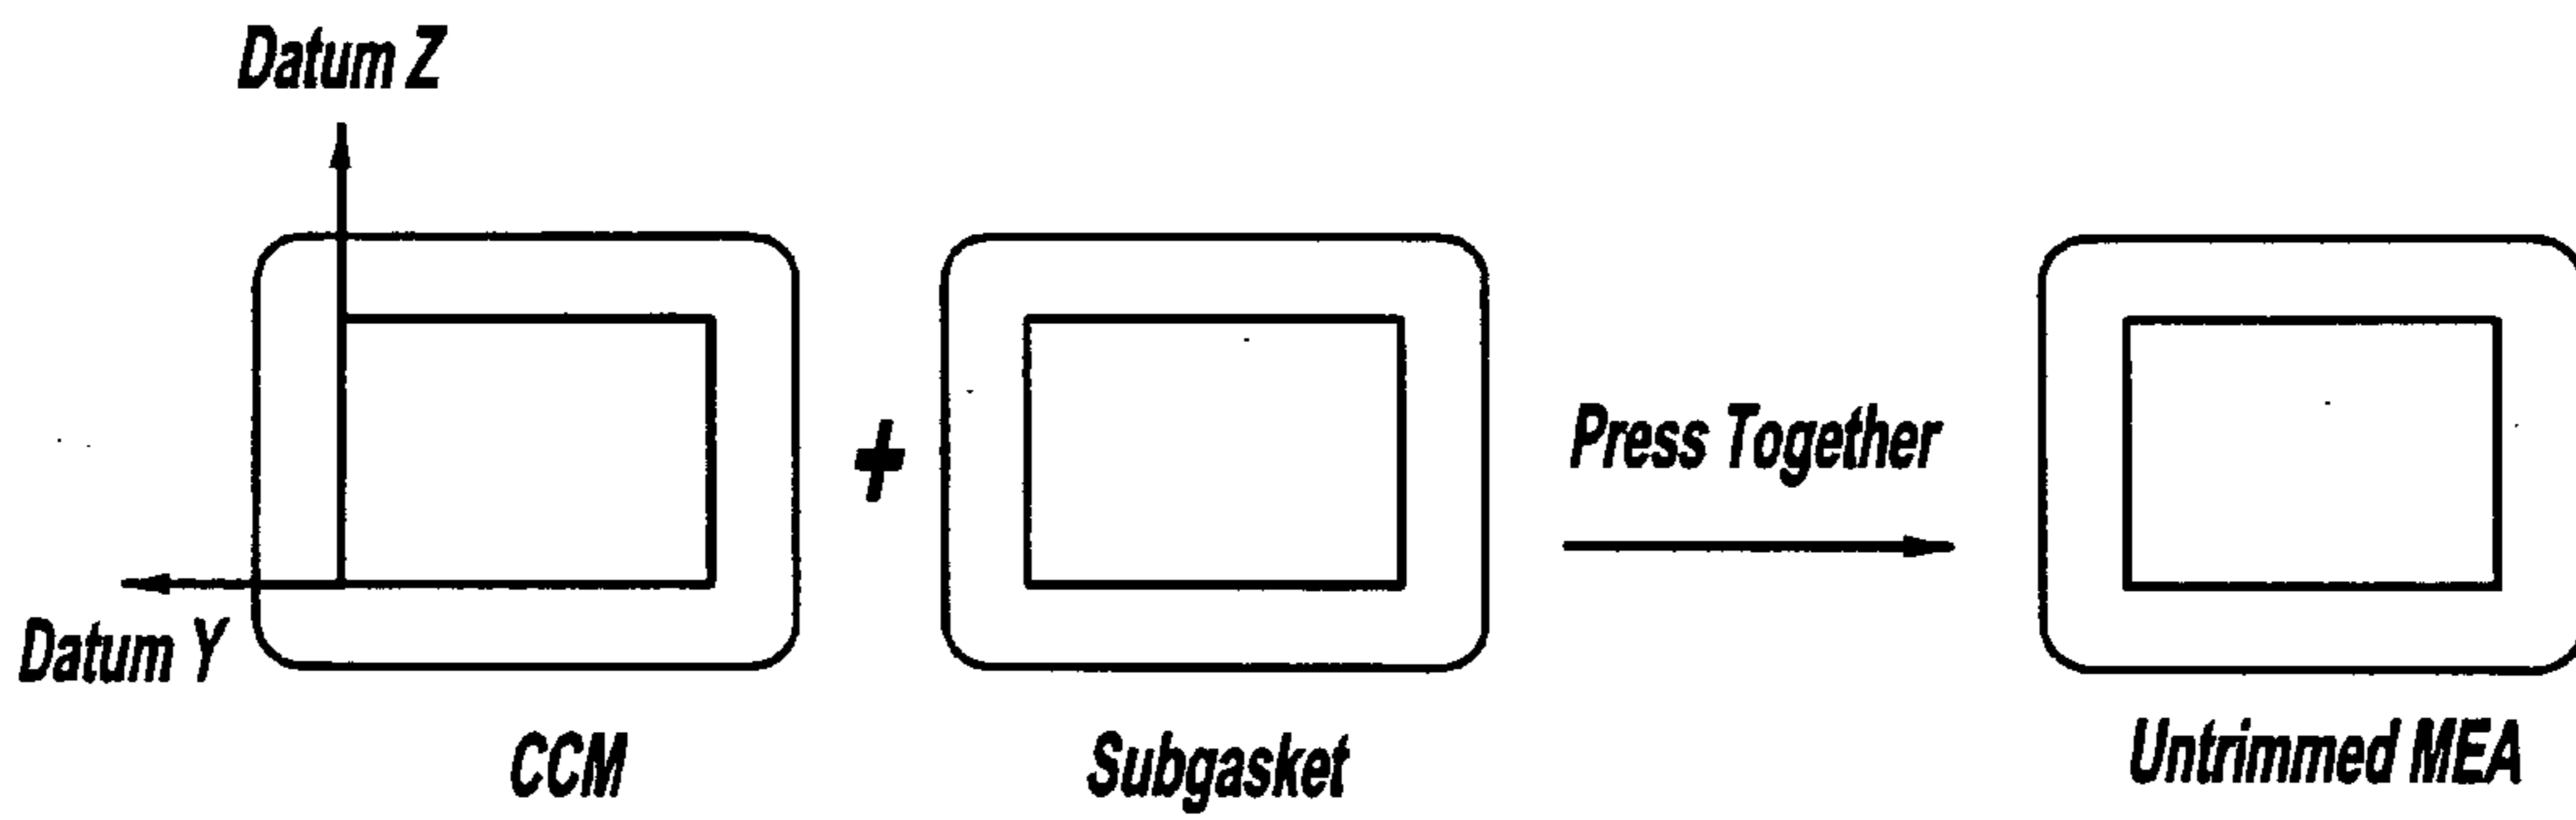 Datum Z
+
Press Together
Datum Y
CCM
Subgasket
Untrimmed MEA